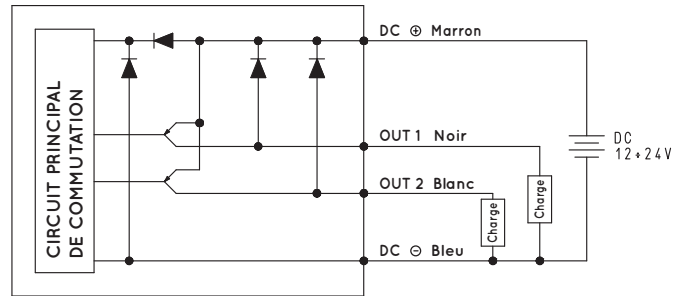 CIRCUIT PRINCIPAL
DE COMMUTATION
DC ⊕ Marron
OUT 1 Noir
OUT 2 Blanc
DC ⊖ Bleu
Charge
Charge
DC
12÷24V